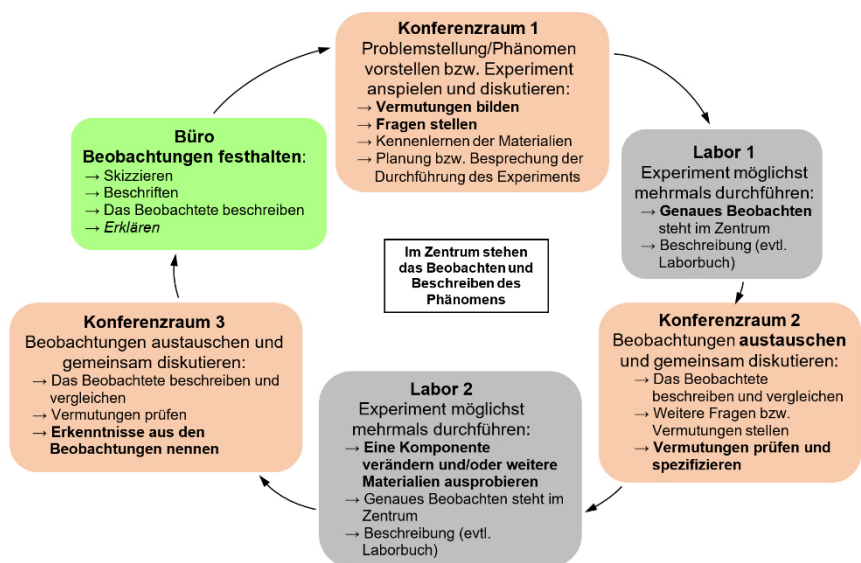 Konferenzraum 1
Problemstellung/Phänomen
vorstellen bzw. Experiment
anspielen und diskutieren:
→ Vermutungen bilden
→ Fragen stellen
→ Kennenlernen der Materialien
→ Planung bzw. Besprechung der
Durchführung des Experiments
Labor 1
Experiment möglichst
mehrmals durchführen:
→ Genaues Beobachten
steht im Zentrum
→ Beschreibung (evtl.
Laborbuch)
Konferenzraum 2
Beobachtungen austauschen
und gemeinsam diskutieren:
→ Das Beobachtete
beschreiben und vergleichen
→ Weitere Fragen bzw.
Vermutungen stellen
→ Vermutungen prüfen und
spezifizieren
Labor 2
Experiment möglichst
mehrmals durchführen:
→ Eine Komponente
verändern und/oder weitere
Materialien ausprobieren
→ Genaues Beobachten steht im
Zentrum
→ Beschreibung (evtl.
Laborbuch)
Konferenzraum 3
Beobachtungen austauschen und
gemeinsam diskutieren:
→ Das Beobachtete beschreiben und
vergleichen
→ Vermutungen prüfen
→ Erkenntnisse aus den
Beobachtungen nennen
Büro
Beobachtungen festhalten:
→ Skizzieren
→ Beschriften
→ Das Beobachtete beschreiben
→ Erklären
Im Zentrum stehen
das Beobachten und
Beschreiben des
Phänomens